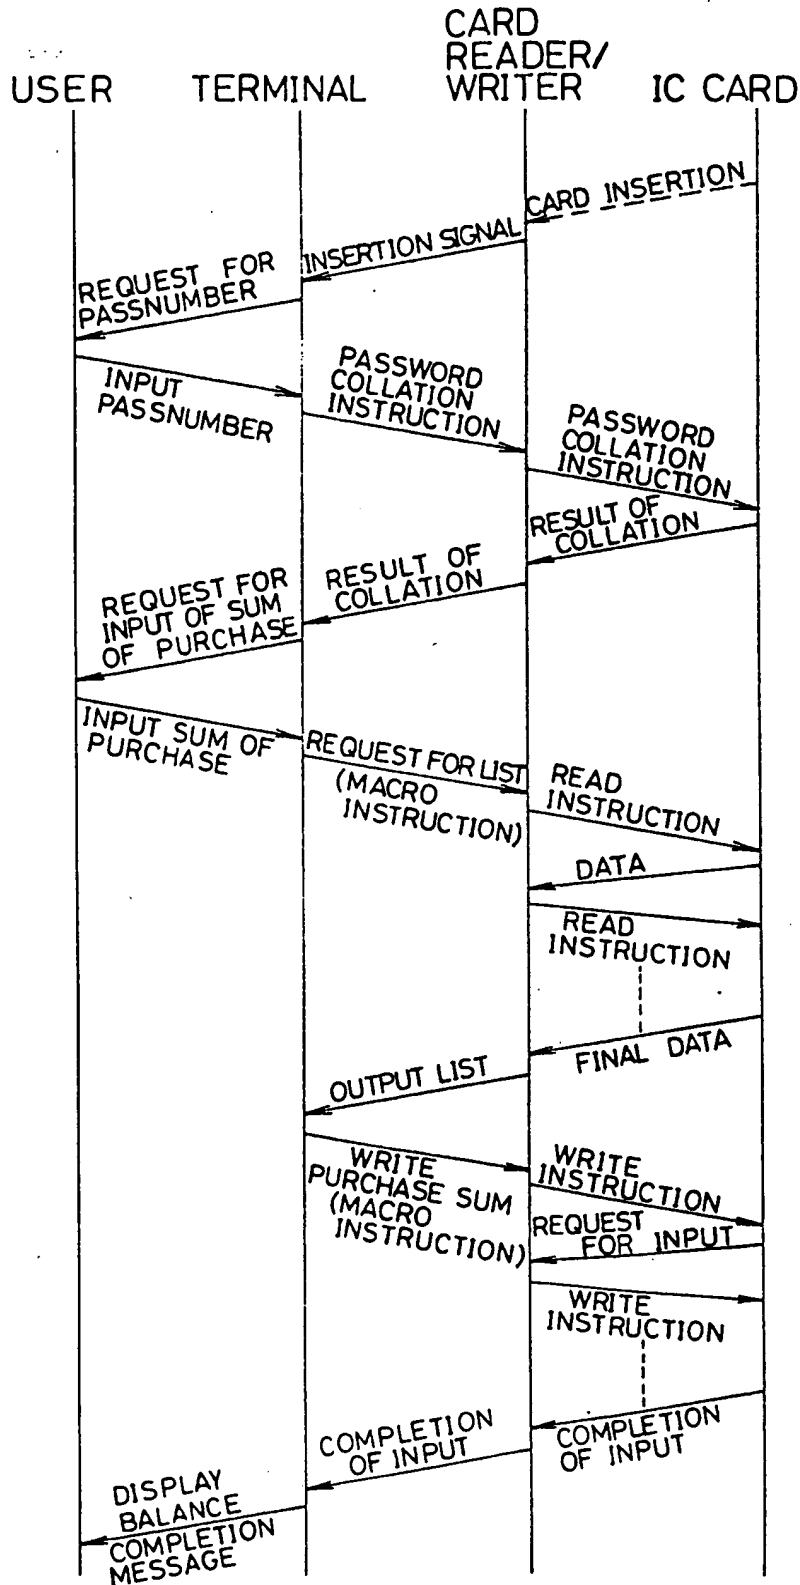 USER
TERMINAL
CARD
READER/
WRITER
IC CARD
CARD INSERTION
INSERTION SIGNAL
REQUEST FOR
PASSNUMBER
INPUT
PASSNUMBER
PASSWORD
COLLATION
INSTRUCTION
PASSWORD
COLLATION
INSTRUCTION
RESULT OF
COLLATION
RESULT OF
COLLATION
REQUEST FOR
INPUT OF SUM
OF PURCHASE
INPUT SUM OF
PURCHASE
REQUEST FOR LIST
(MACRO
INSTRUCTION)
READ
INSTRUCTION
DATA
READ
INSTRUCTION
FINAL DATA
OUTPUT LIST
WRITE
PURCHASE SUM
(MACRO
INSTRUCTION)
WRITE
INSTRUCTION
REQUEST
FOR INPUT
WRITE
INSTRUCTION
COMPLETION
OF INPUT
COMPLETION
OF INPUT
DISPLAY
BALANCE
COMPLETION
MESSAGE